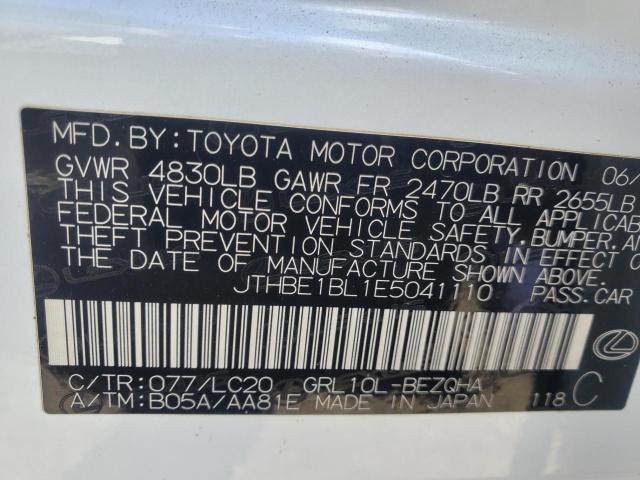 MFD. BY: TOYOTA MOTOR CORPORATION 06/
GVWR 4830LB GAWR FR 2470LB RR 2655LB
THIS VEHICLE CONFORMS TO ALL APPLICAB
FEDERAL MOTOR VEHICLE SAFETY, BUMPER, A
THEFT PREVENTION STANDARDS IN EFFECT O
THE DATE OF MANUFACTURE SHOWN ABOVE.
JTHBE1BL1E5041110 PASS. CAR
C/TR: 077/LC20 GRL10L-BEZQHA C
A/TM: B05A/AA81E MADE IN JAPAN 118